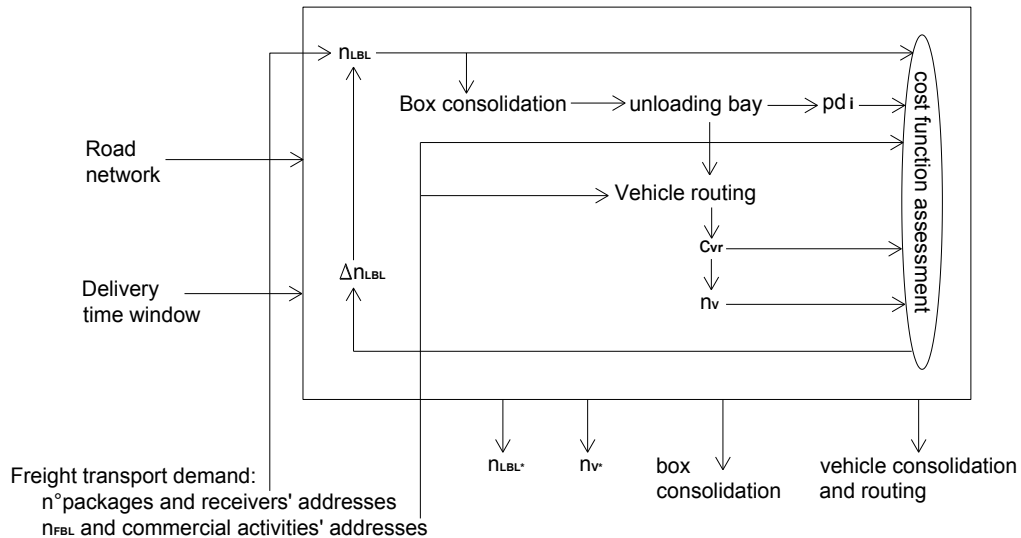 nLBL
Box consolidation
unloading bay
pd i
cost function assessment
Road
network
Vehicle routing
Cvr
ΔnLBL
Delivery
time window
nv
nLBL*
nv*
box
consolidation
vehicle consolidation
and routing
Freight transport demand:
n°packages and receivers' addresses
nFBL and commercial activities' addresses